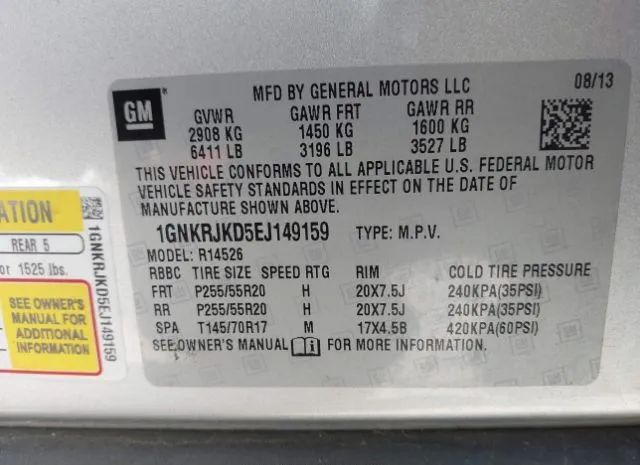 MFD BY GENERAL MOTORS LLC
08/13
GM
GVWR GAWR FRT GAWR RR
2908 KG 1450 KG 1600 KG
6411 LB 3196 LB 3527 LB
THIS VEHICLE CONFORMS TO ALL APPLICABLE U.S. FEDERAL MOTOR
VEHICLE SAFETY STANDARDS IN EFFECT ON THE DATE OF
MANUFACTURE SHOWN ABOVE.
1GNKRJKD5EJ149159 TYPE: M.P.V.
MODEL: R14526
RBBC TIRE SIZE SPEED RTG RIM COLD TIRE PRESSURE
FRT P255/55R20 H 20X7.5J 240KPA(35PSI)
RR P255/55R20 H 20X7.5J 240KPA(35PSI)
SPA T145/70R17 M 17X4.5B 420KPA(60PSI)
SEE OWNER'S MANUAL FOR MORE INFORMATION.
REAR 5
or 1525 lbs.
SEE OWNER'S
MANUAL FOR
ADDITIONAL
INFORMATION
1GNKRJKD5EJ149159